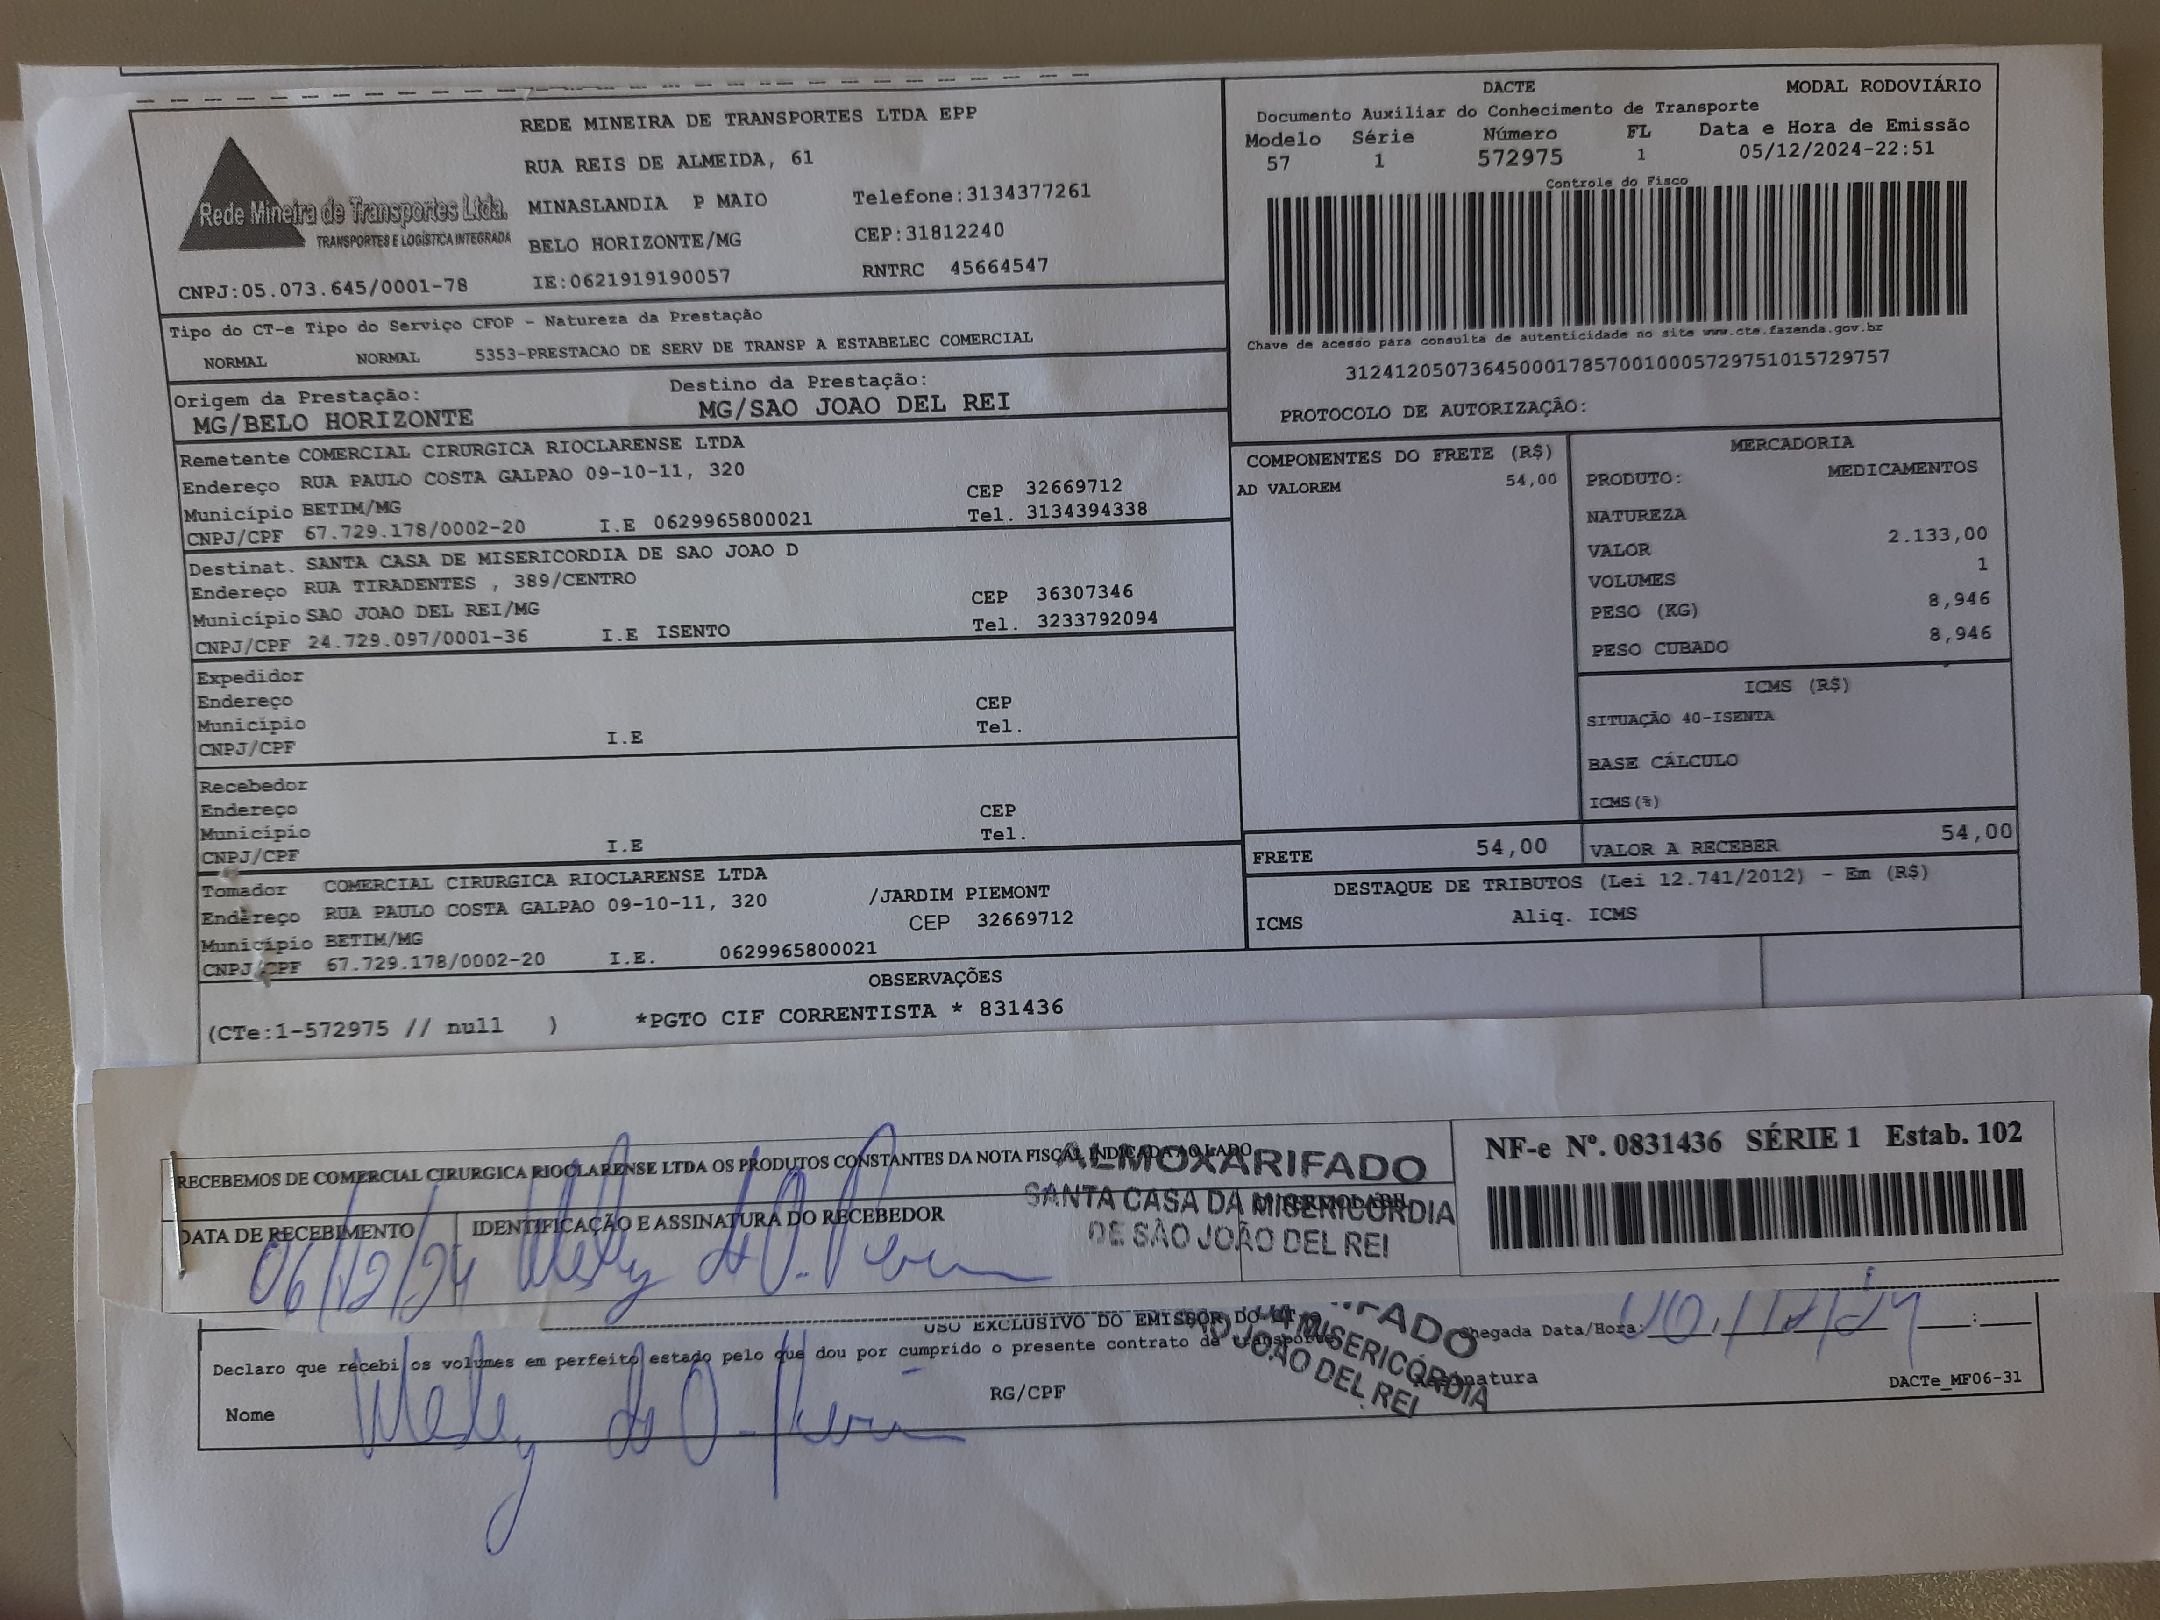 REDE MINEIRA DE TRANSPORTES LTDA EPP
RUA REIS DE ALMEIDA, 61
MINASLANDIA P MAIO Telefone:3134377261
BELO HORIZONTE/MG CEP:31812240
IE:0621919190057 RNTRC 45664547
Rede Mineira de Transportes Ltda.
TRANSPORTES E LOGÍSTICA INTEGRADA
CNPJ:05.073.645/0001-78
DACTE MODAL RODOVIÁRIO
Documento Auxiliar do Conhecimento de Transporte
Modelo Série Número FL Data e Hora de Emissão
57 1 572975 1 05/12/2024-22:51
Controle do Fisco
Chave de acesso para consulta de autenticidade no site www.cte.fazenda.gov.br
31241205073645000178570010005729751015729757
PROTOCOLO DE AUTORIZAÇÃO:
Tipo do CT-e Tipo do Serviço CFOP - Natureza da Prestação
NORMAL NORMAL 5353-PRESTACAO DE SERV DE TRANSP A ESTABELEC COMERCIAL
Origem da Prestação: Destino da Prestação:
MG/BELO HORIZONTE MG/SAO JOAO DEL REI
Remetente COMERCIAL CIRURGICA RIOCLARENSE LTDA
Endereço RUA PAULO COSTA GALPAO 09-10-11, 320
Município BETIM/MG CEP 32669712
CNPJ/CPF 67.729.178/0002-20 I.E 0629965800021 Tel. 3134394338
Destinat. SANTA CASA DE MISERICORDIA DE SAO JOAO D
Endereço RUA TIRADENTES , 389/CENTRO
Município SAO JOAO DEL REI/MG CEP 36307346
CNPJ/CPF 24.729.097/0001-36 I.E ISENTO Tel. 3233792094
Expedidor
Endereço CEP
Município Tel.
CNPJ/CPF I.E
Recebedor
Endereço CEP
Município Tel.
CNPJ/CPF I.E
Tomador COMERCIAL CIRURGICA RIOCLARENSE LTDA
Endereço RUA PAULO COSTA GALPAO 09-10-11, 320 /JARDIM PIEMONT
Município BETIM/MG CEP 32669712
CNPJ/CPF 67.729.178/0002-20 I.E. 0629965800021
COMPONENTES DO FRETE (R$)
AD VALOREM 54,00
MERCADORIA
PRODUTO: MEDICAMENTOS
NATUREZA
VALOR 2.133,00
VOLUMES 1
PESO (KG) 8,946
PESO CUBADO 8,946
ICMS (R$)
SITUAÇÃO 40-ISENTA
BASE CÁLCULO
ICMS(%)
FRETE 54,00 VALOR A RECEBER 54,00
DESTAQUE DE TRIBUTOS (Lei 12.741/2012) - Em (R$)
ICMS Aliq. ICMS
OBSERVAÇÕES
(CTe:1-572975 // null ) *PGTO CIF CORRENTISTA * 831436
RECEBEMOS DE COMERCIAL CIRURGICA RIOCLARENSE LTDA OS PRODUTOS CONSTANTES DA NOTA FISCAL INDICADA AO LADO
DATA DE RECEBIMENTO IDENTIFICAÇÃO E ASSINATURA DO RECEBEDOR
06/12/24
ALMOXARIFADO
SANTA CASA DA MISERICÓRDIA
DE SÃO JOÃO DEL REI
NF-e Nº. 0831436 SÉRIE 1 Estab. 102
USO EXCLUSIVO DO EMISSOR DO
Chegada Data/Hora: :
Declaro que recebi os volumes em perfeito estado pelo que dou por cumprido o presente contrato de transporte
Nome RG/CPF Assinatura DACTe_MF06-31
MISERICÓRDIA
JOÃO DEL REI